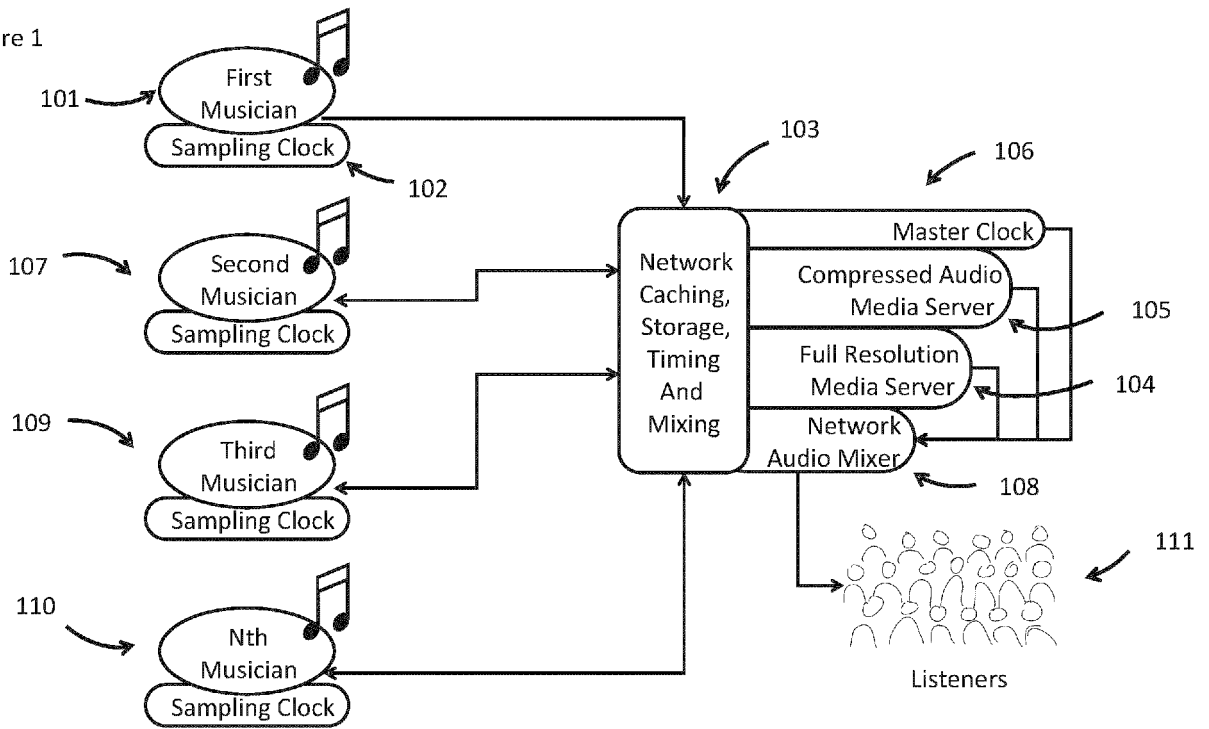 re 1
First
Musician
101
Sampling Clock
102
103
106
Second
Musician
107
Sampling Clock
Network
Caching,
Storage,
Timing
And
Mixing
Master Clock
Compressed Audio
Media Server
105
Full Resolution
Media Server
104
Network
Audio Mixer
108
Third
Musician
109
Sampling Clock
111
Nth
Musician
110
Sampling Clock
Listeners